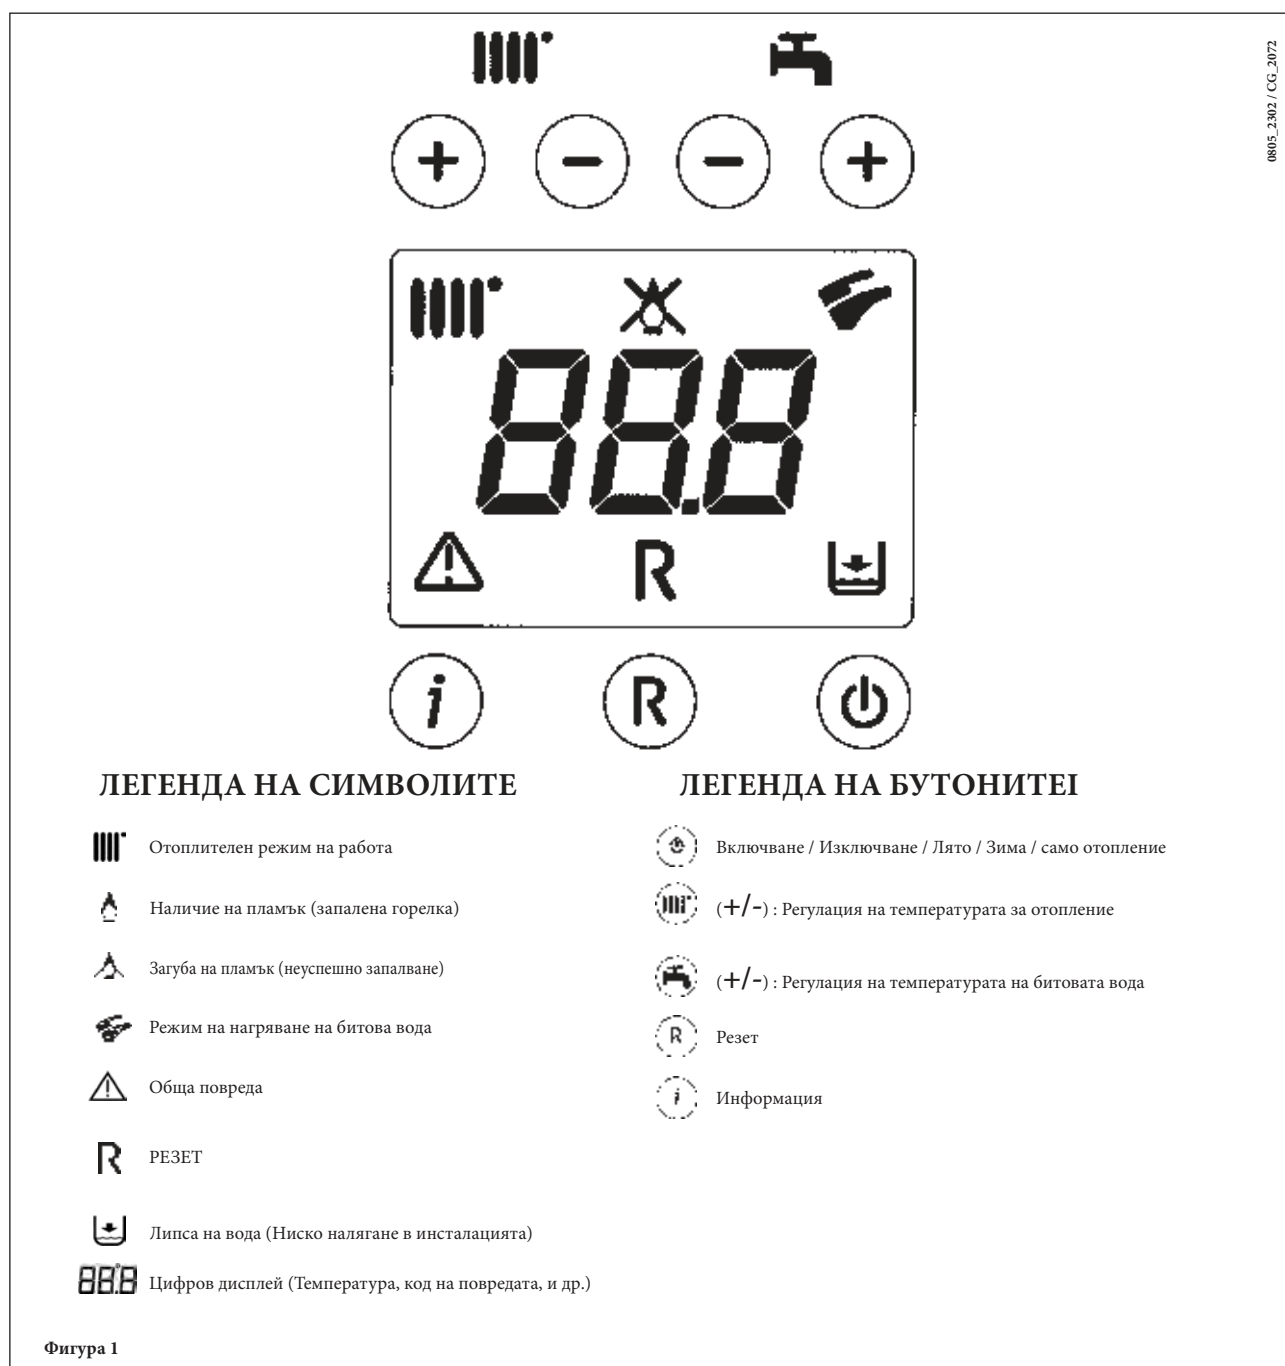 0805_2302 / CG_2072
+ - - +
88.8
R
i R
ЛЕГЕНДА НА СИМВОЛИТЕ
Отоплителен режим на работа
Наличие на пламък (запалена горелка)
Загуба на пламък (неуспешно запалване)
Режим на нагряване на битова вода
Обща повреда
R РЕЗЕТ
Липса на вода (Ниско налягане в инсталацията)
88.8 Цифров дисплей (Температура, код на повредата, и др.)
ЛЕГЕНДА НА БУТОНИТЕI
Включване / Изключване / Лято / Зима / само отопление
(+/-) : Регулация на температурата за отопление
(+/-) : Регулация на температурата на битовата вода
R Резет
i Информация
Фигура 1